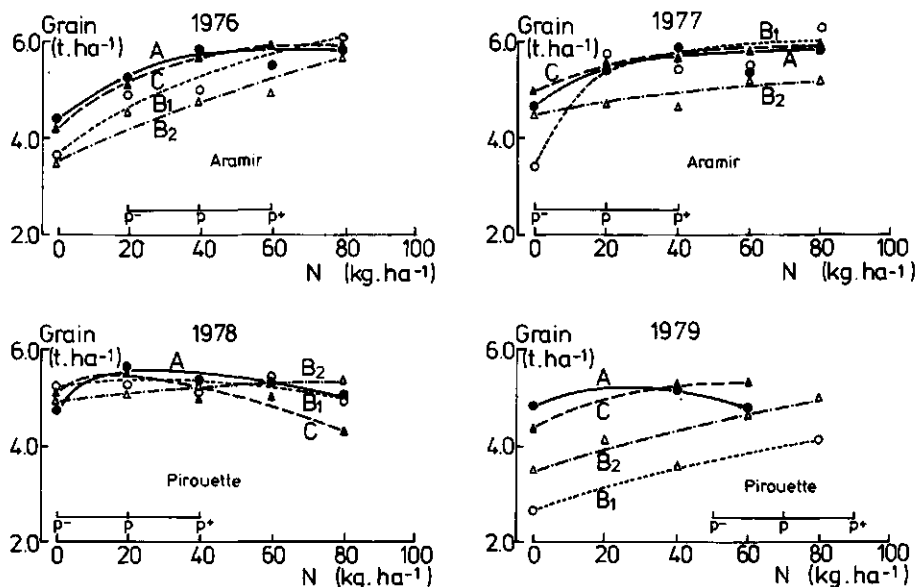 1976
Grain
(t.ha⁻¹)
6.0
4.0
2.0
A
C
B₁
B₂
Aramir
P⁻ P P⁺
0 20 40 60 80 100
N (kg.ha⁻¹)
1977
Grain
(t.ha⁻¹)
6.0
4.0
2.0
C
B₁
A
B₂
Aramir
P⁻ P P⁺
0 20 40 60 80 100
N (kg.ha⁻¹)
1978
Grain
(t.ha⁻¹)
6.0
4.0
2.0
A
B₂
B₁
C
Pirouette
P⁻ P P⁺
0 20 40 60 80 100
N (kg.ha⁻¹)
1979
Grain
(t.ha⁻¹)
6.0
4.0
2.0
A
C
B₂
B₁
Pirouette
P⁻ P P⁺
0 20 40 60 80 100
N (kg.ha⁻¹)